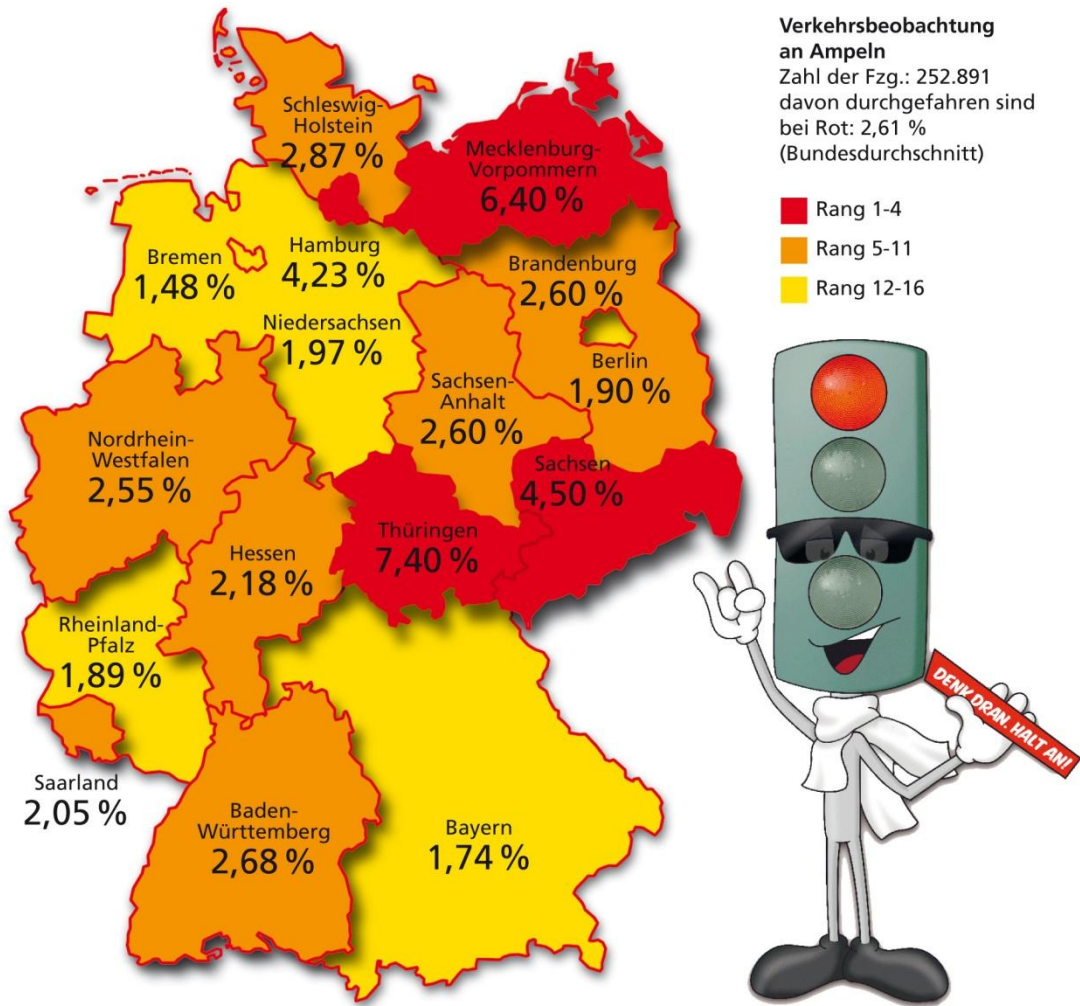 Verkehrsbeobachtung
an Ampeln
Zahl der Fzg.: 252.891
davon durchgefahren sind
bei Rot: 2,61 %
(Bundesdurchschnitt)
Rang 1-4
Rang 5-11
Rang 12-16
Schleswig-
Holstein
2,87 %
Mecklenburg-
Vorpommern
6,40 %
Hamburg
4,23 %
Bremen
1,48 %
Brandenburg
2,60 %
Niedersachsen
1,97 %
Berlin
1,90 %
Sachsen-
Anhalt
2,60 %
Nordrhein-
Westfalen
2,55 %
Sachsen
4,50 %
Thüringen
7,40 %
Hessen
2,18 %
Rheinland-
Pfalz
1,89 %
Saarland
2,05 %
Baden-
Württemberg
2,68 %
Bayern
1,74 %
DENK DRAN. HALT AN!